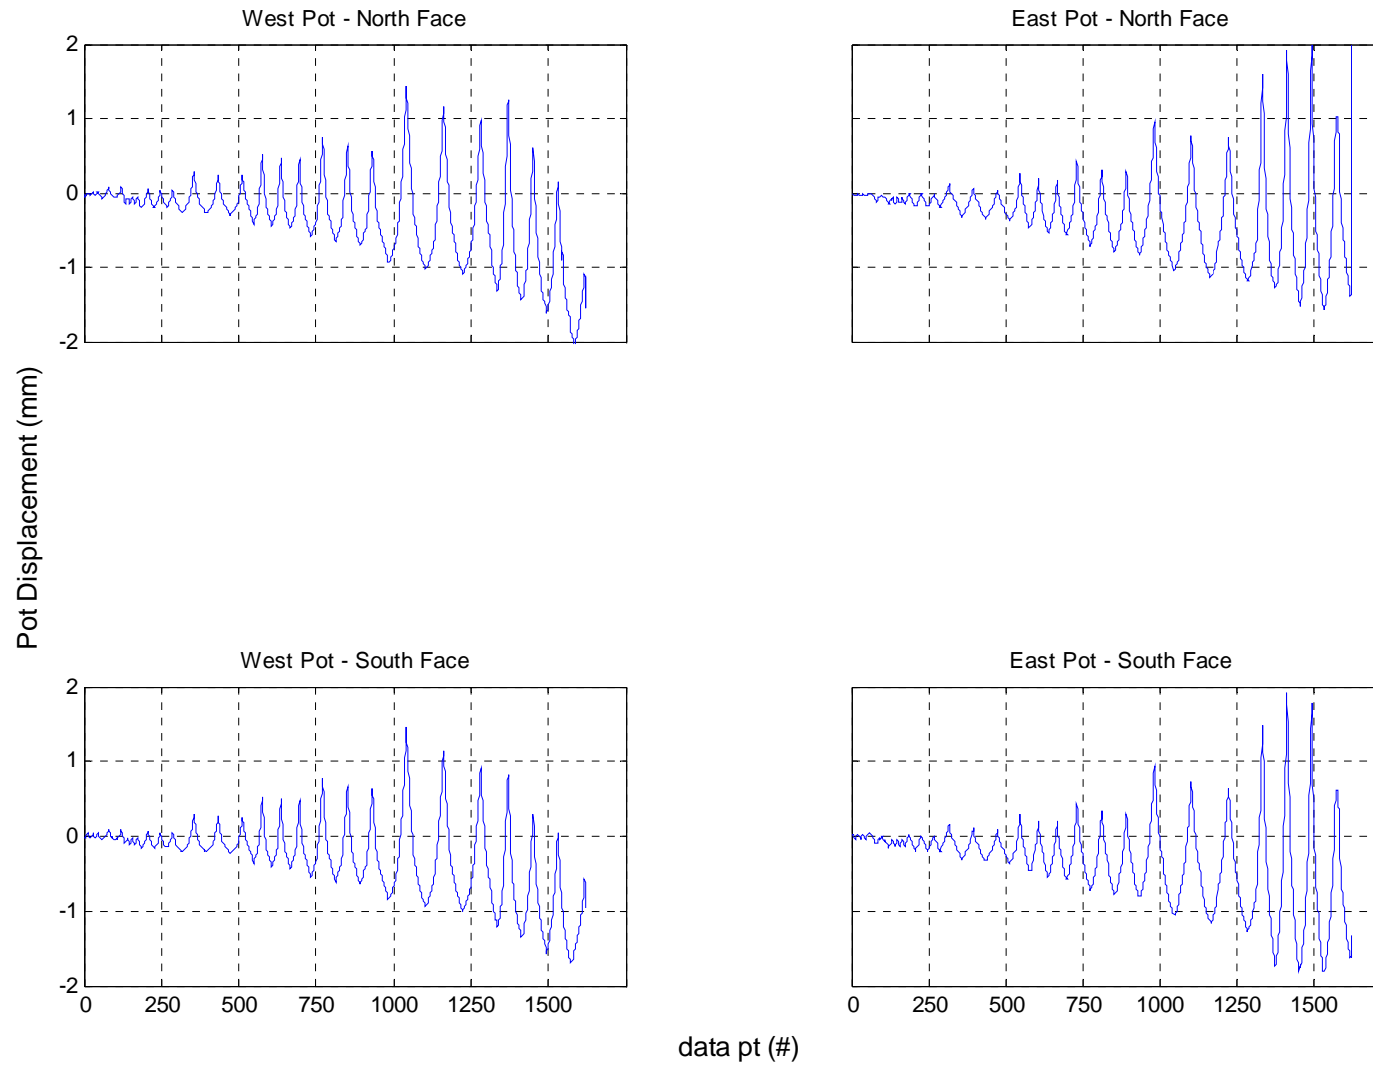 West Pot - North Face
East Pot - North Face
2
1
0
-1
-2
Pot Displacement (mm)
West Pot - South Face
East Pot - South Face
2
1
0
-1
-2
0 250 500 750 1000 1250 1500
0 250 500 750 1000 1250 1500
data pt (#)